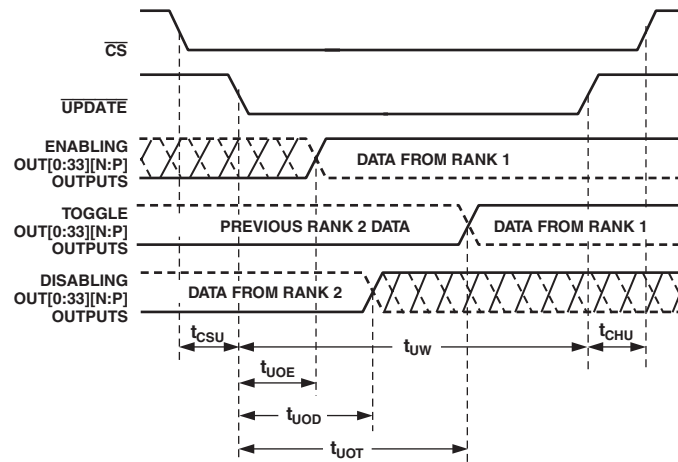 CS
UPDATE
ENABLING
OUT[0:33][N:P]
OUTPUTS
DATA FROM RANK 1
TOGGLE
OUT[0:33][N:P]
OUTPUTS
PREVIOUS RANK 2 DATA
DATA FROM RANK 1
DISABLING
OUT[0:33][N:P]
OUTPUTS
DATA FROM RANK 2
tCSU
tUW
tCHU
tUOE
tUOD
tUOT